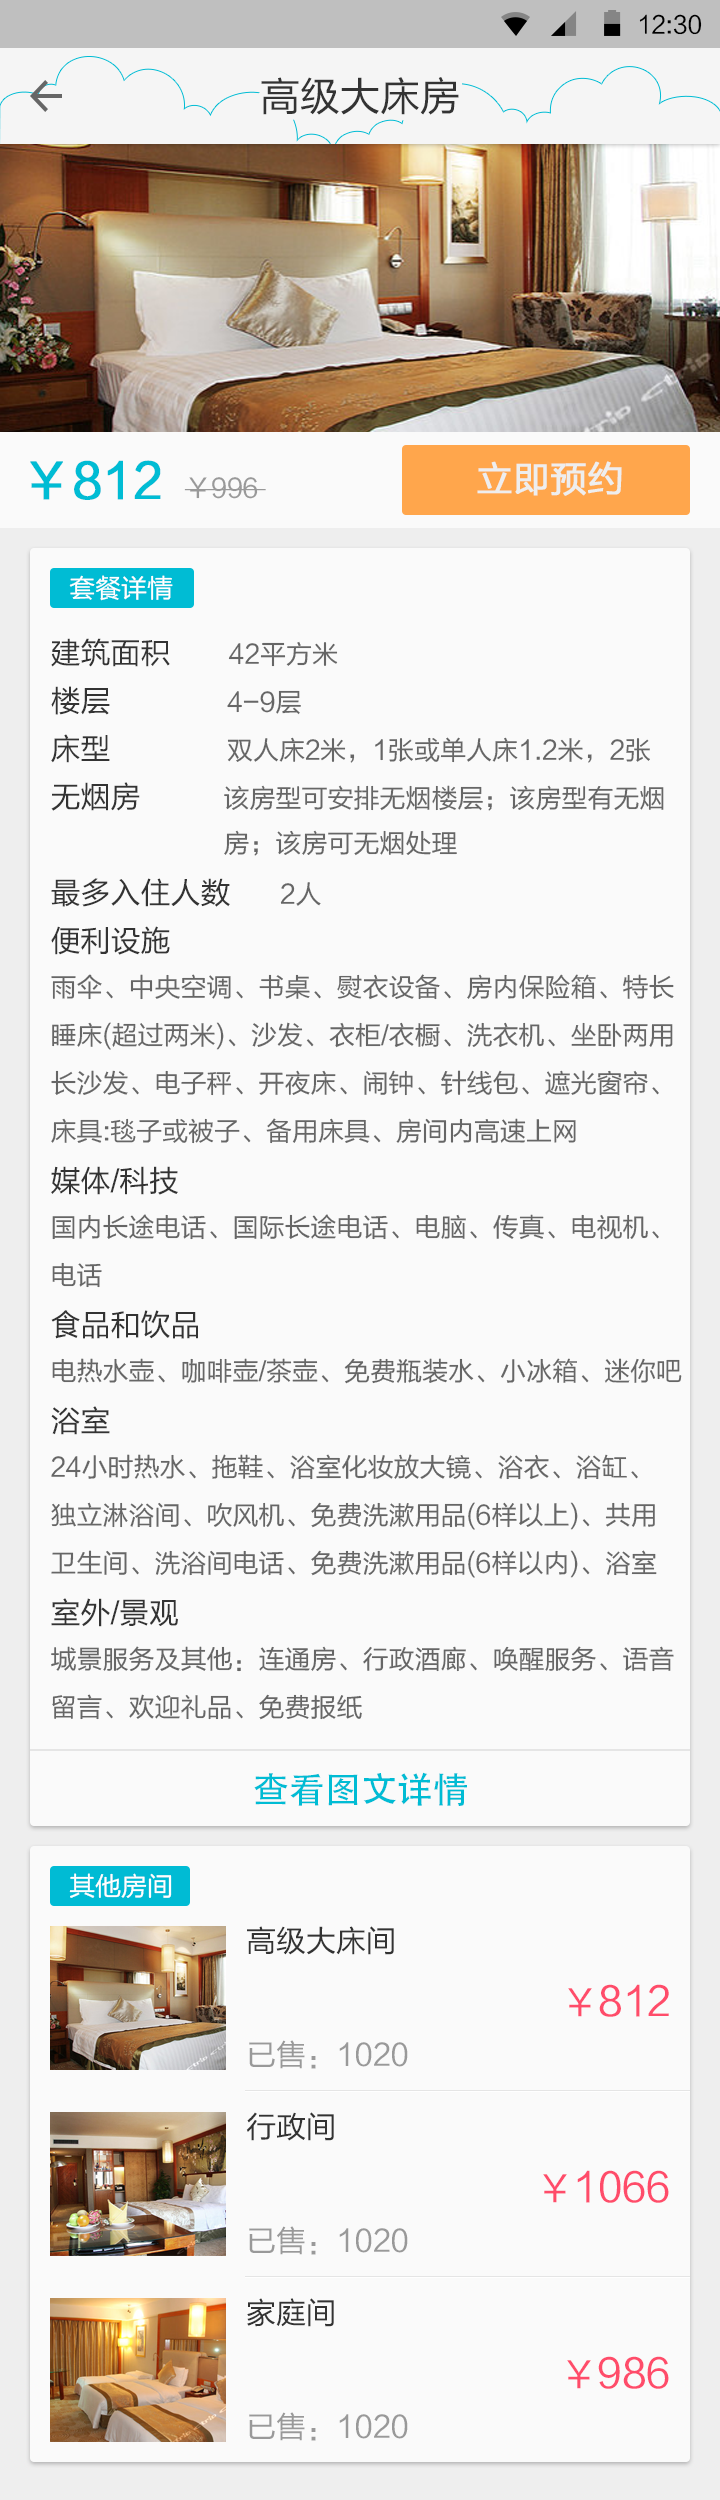 12:30
高级大床房
ctrip ctrip
￥812 ￥996 立即预约
套餐详情
建筑面积 42平方米
楼层 4-9层
床型 双人床2米，1张或单人床1.2米，2张
无烟房 该房型可安排无烟楼层；该房型有无烟
房；该房可无烟处理
最多入住人数 2人
便利设施
雨伞、中央空调、书桌、熨衣设备、房内保险箱、特长
睡床(超过两米)、沙发、衣柜/衣橱、洗衣机、坐卧两用
长沙发、电子秤、开夜床、闹钟、针线包、遮光窗帘、
床具:毯子或被子、备用床具、房间内高速上网
媒体/科技
国内长途电话、国际长途电话、电脑、传真、电视机、
电话
食品和饮品
电热水壶、咖啡壶/茶壶、免费瓶装水、小冰箱、迷你吧
浴室
24小时热水、拖鞋、浴室化妆放大镜、浴衣、浴缸、
独立淋浴间、吹风机、免费洗漱用品(6样以上)、共用
卫生间、洗浴间电话、免费洗漱用品(6样以内)、浴室
室外/景观
城景服务及其他：连通房、行政酒廊、唤醒服务、语音
留言、欢迎礼品、免费报纸
查看图文详情
其他房间
高级大床间
￥812
已售：1020
行政间
￥1066
已售：1020
家庭间
￥986
已售：1020